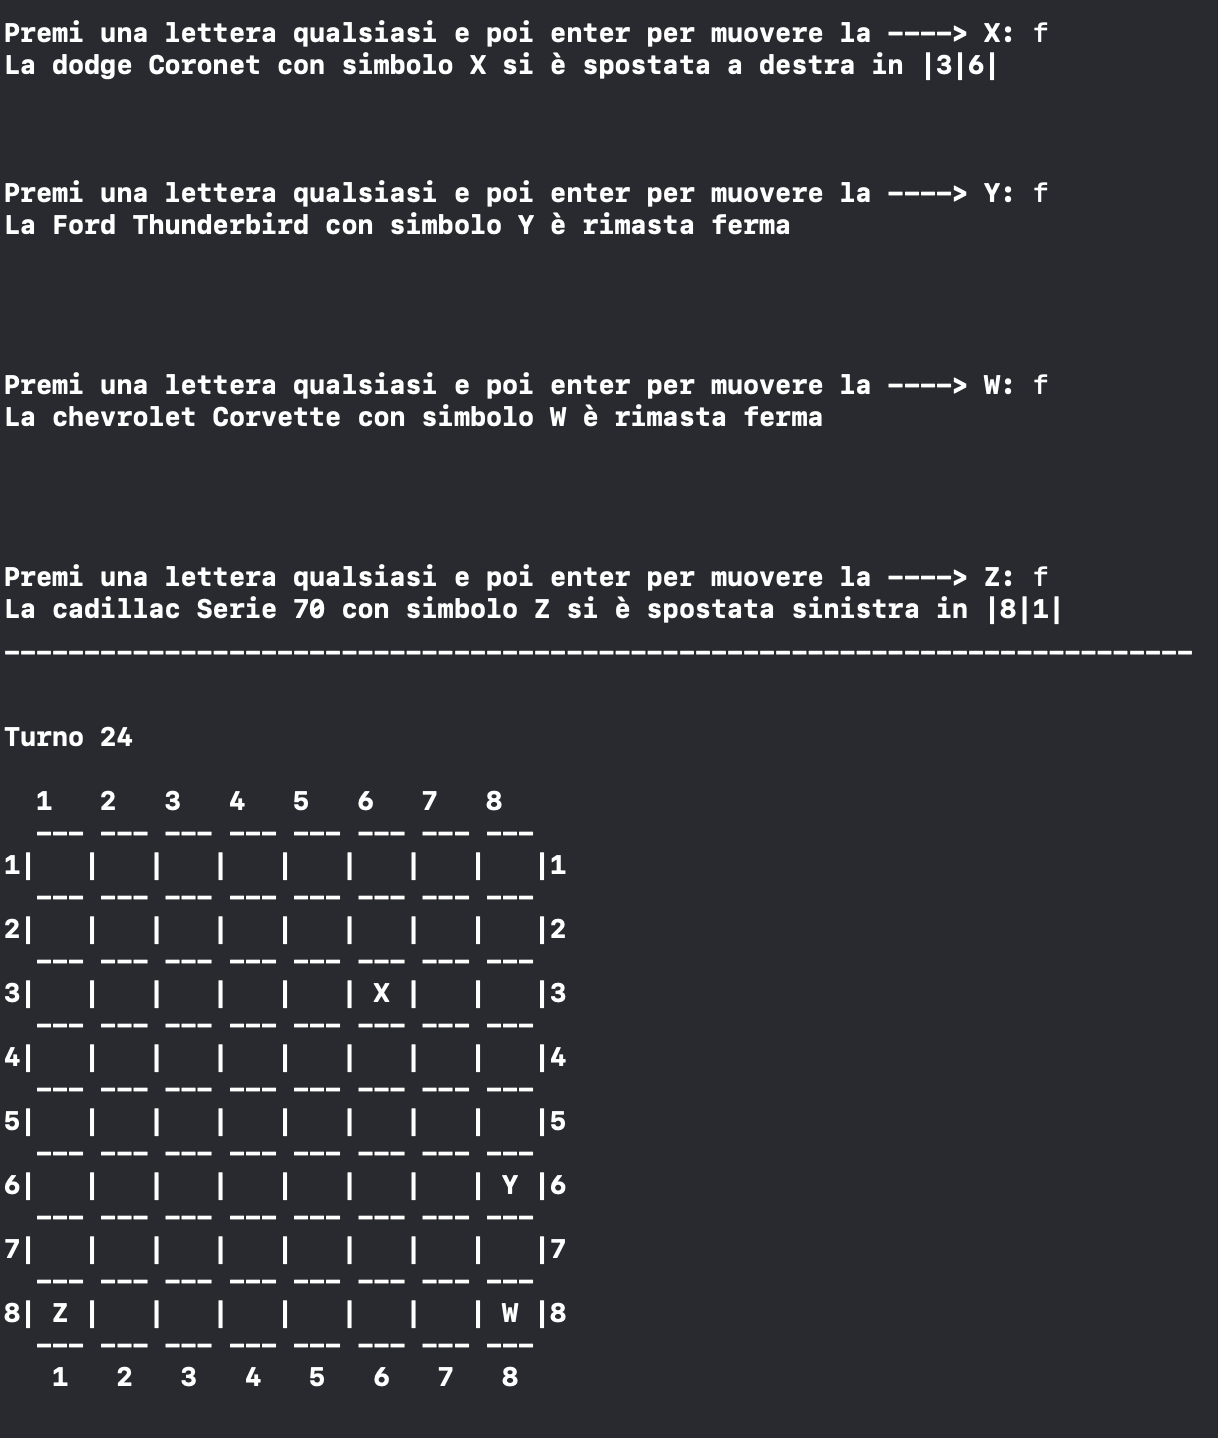 Premi una lettera qualsiasi e poi enter per muovere la ----> X: f
La dodge Coronet con simbolo X si è spostata a destra in |3|6|
Premi una lettera qualsiasi e poi enter per muovere la ----> Y: f
La Ford Thunderbird con simbolo Y è rimasta ferma
Premi una lettera qualsiasi e poi enter per muovere la ----> W: f
La chevrolet Corvette con simbolo W è rimasta ferma
Premi una lettera qualsiasi e poi enter per muovere la ----> Z: f
La cadillac Serie 70 con simbolo Z si è spostata sinistra in |8|1|
--------------------------------------------------------------------------
Turno 24
  1   2   3   4   5   6   7   8
  --- --- --- --- --- --- --- ---
1|   |   |   |   |   |   |   |   |1
  --- --- --- --- --- --- --- ---
2|   |   |   |   |   |   |   |   |2
  --- --- --- --- --- --- --- ---
3|   |   |   |   |   | X |   |   |3
  --- --- --- --- --- --- --- ---
4|   |   |   |   |   |   |   |   |4
  --- --- --- --- --- --- --- ---
5|   |   |   |   |   |   |   |   |5
  --- --- --- --- --- --- --- ---
6|   |   |   |   |   |   |   | Y |6
  --- --- --- --- --- --- --- ---
7|   |   |   |   |   |   |   |   |7
  --- --- --- --- --- --- --- ---
8| Z |   |   |   |   |   |   | W |8
  --- --- --- --- --- --- --- ---
   1   2   3   4   5   6   7   8